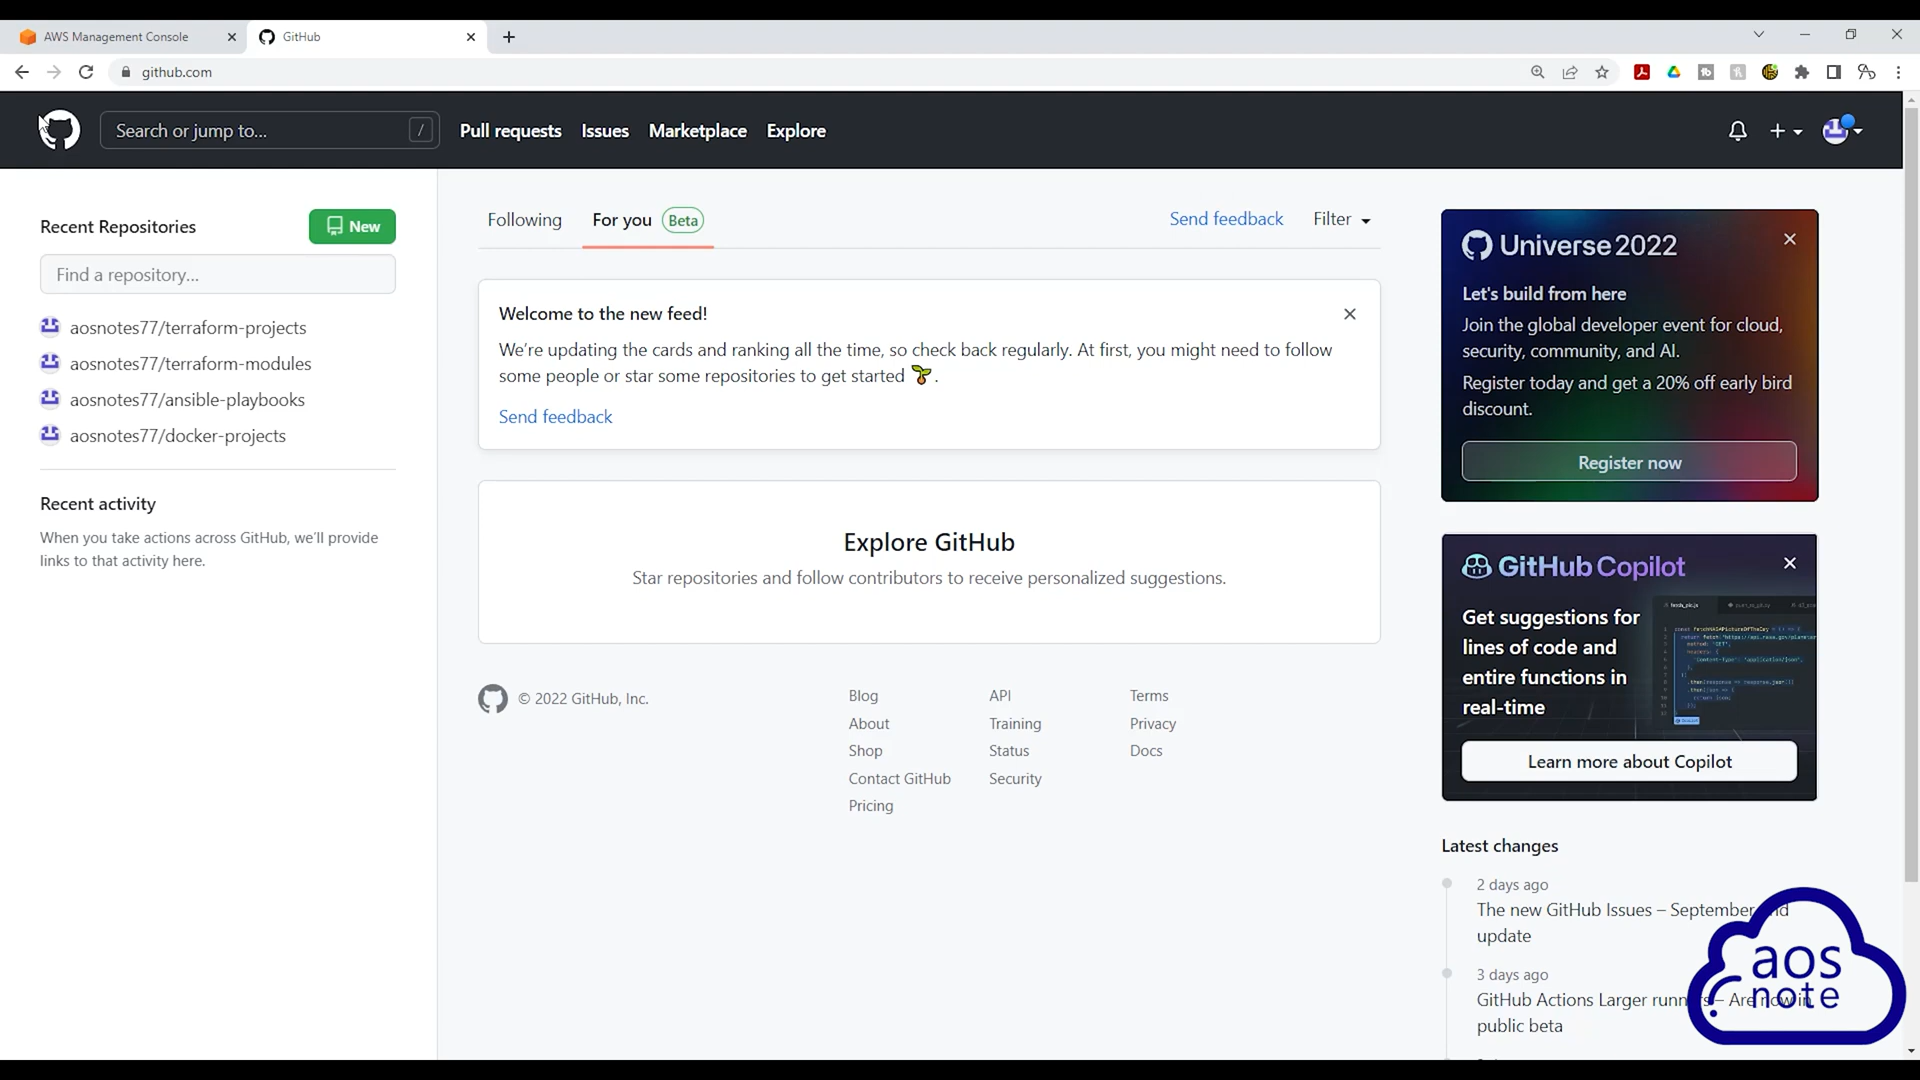 AWS Management Console
GitHub
github.com
Search or jump to...
/
Pull requests
Issues
Marketplace
Explore
Recent Repositories
New
Find a repository...
aosnotes77/terraform-projects
aosnotes77/terraform-modules
aosnotes77/ansible-playbooks
aosnotes77/docker-projects
Recent activity
When you take actions across GitHub, we'll provide
links to that activity here.
Following
For you
Beta
Send feedback
Filter
Welcome to the new feed!
We're updating the cards and ranking all the time, so check back regularly. At first, you might need to follow
some people or star some repositories to get started 🌱.
Send feedback
Explore GitHub
Star repositories and follow contributors to receive personalized suggestions.
© 2022 GitHub, Inc.
Blog
About
Shop
Contact GitHub
Pricing
API
Training
Status
Security
Terms
Privacy
Docs
Universe 2022
Let's build from here
Join the global developer event for cloud,
security, community, and AI.
Register today and get a 20% off early bird
discount.
Register now
GitHub Copilot
Get suggestions for
lines of code and
entire functions in
real-time
Learn more about Copilot
Latest changes
2 days ago
The new GitHub Issues – September
update
3 days ago
GitHub Actions Larger runners – Are now in
public beta
aos
note